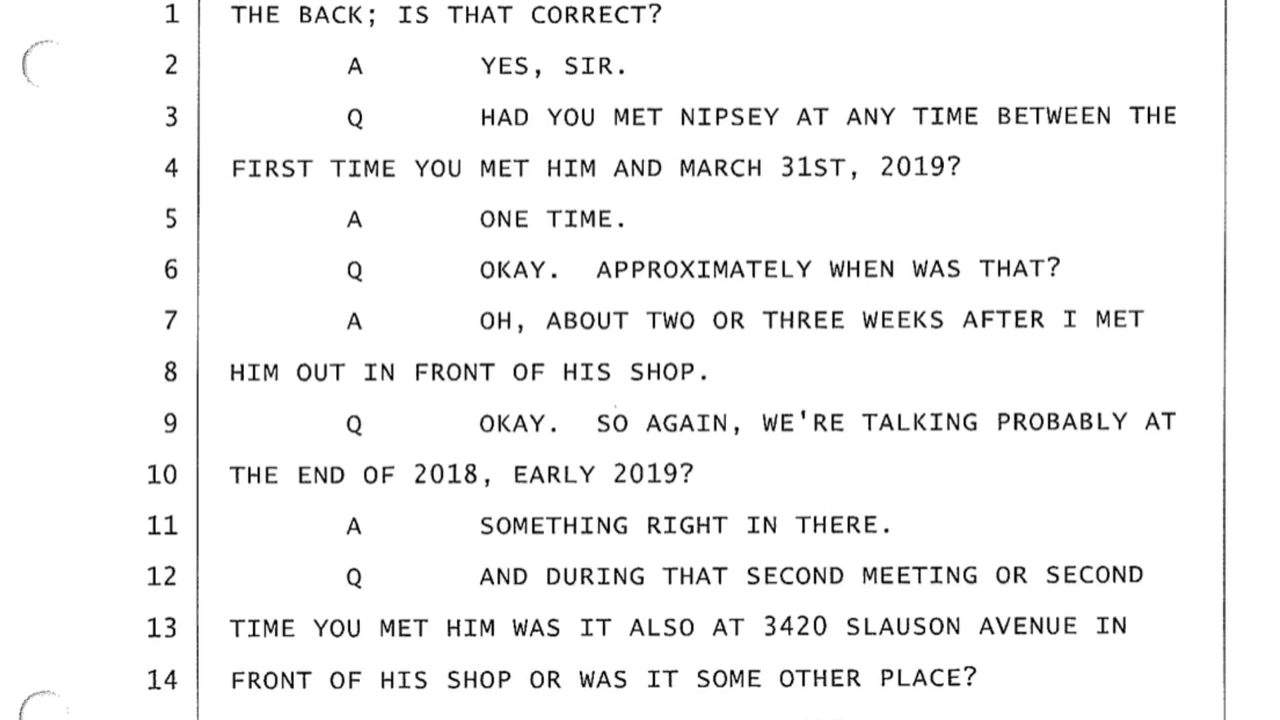 1 THE BACK; IS THAT CORRECT?
2 A YES, SIR.
3 Q HAD YOU MET NIPSEY AT ANY TIME BETWEEN THE
4 FIRST TIME YOU MET HIM AND MARCH 31ST, 2019?
5 A ONE TIME.
6 Q OKAY. APPROXIMATELY WHEN WAS THAT?
7 A OH, ABOUT TWO OR THREE WEEKS AFTER I MET
8 HIM OUT IN FRONT OF HIS SHOP.
9 Q OKAY. SO AGAIN, WE'RE TALKING PROBABLY AT
10 THE END OF 2018, EARLY 2019?
11 A SOMETHING RIGHT IN THERE.
12 Q AND DURING THAT SECOND MEETING OR SECOND
13 TIME YOU MET HIM WAS IT ALSO AT 3420 SLAUSON AVENUE IN
14 FRONT OF HIS SHOP OR WAS IT SOME OTHER PLACE?